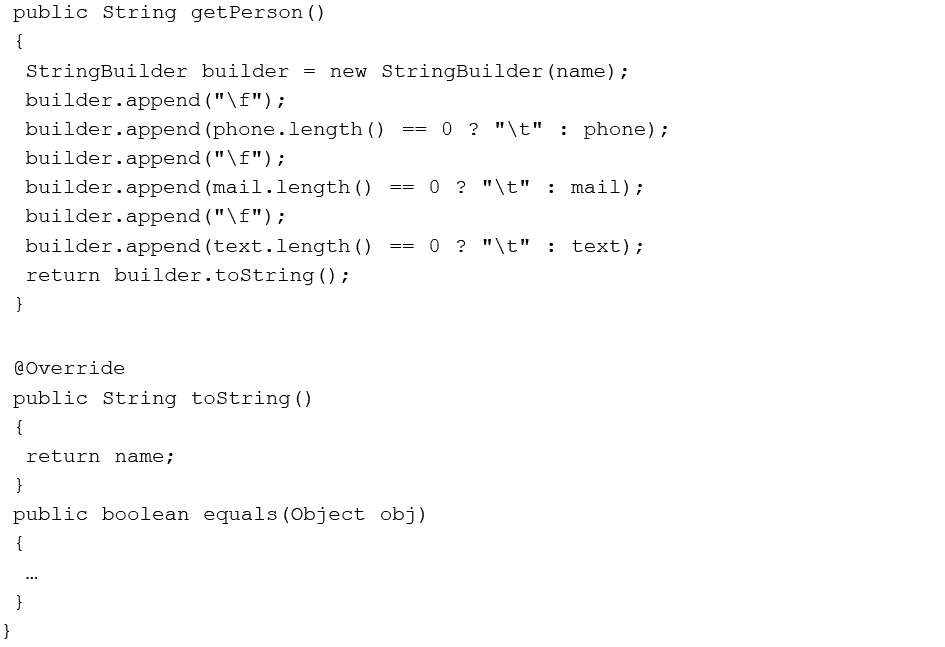 public String getPerson()
{
StringBuilder builder = new StringBuilder(name);
builder.append("\f");
builder.append(phone.length() == 0 ? "\t" : phone);
builder.append("\f");
builder.append(mail.length() == 0 ? "\t" : mail);
builder.append("\f");
builder.append(text.length() == 0 ? "\t" : text);
return builder.toString();
}
@Override
public String toString()
{
return name;
}
public boolean equals(Object obj)
{
…
}
}